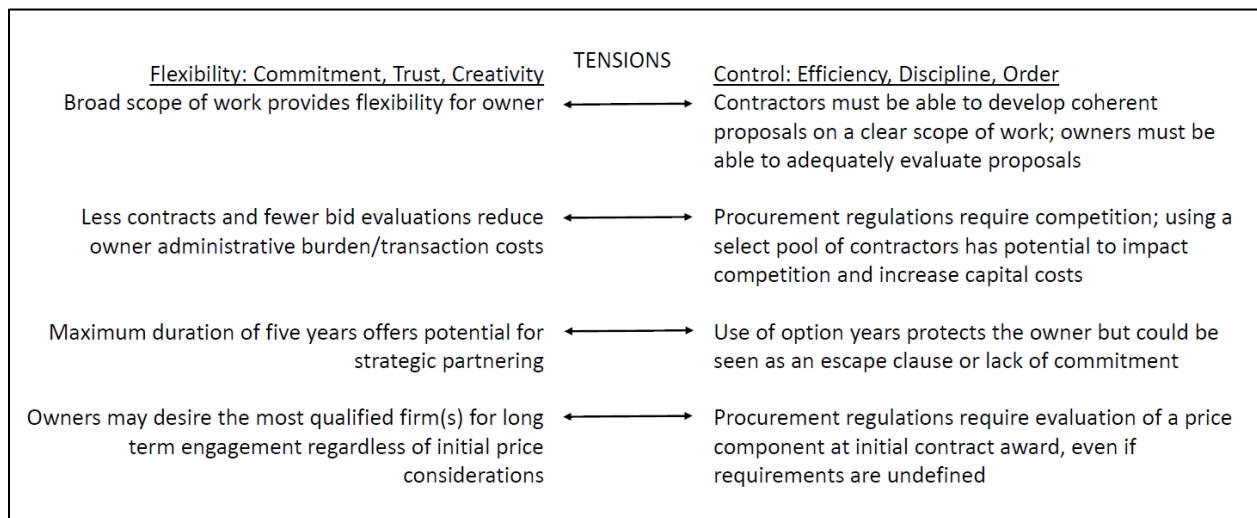 TENSIONS
Flexibility: Commitment, Trust, Creativity
Control: Efficiency, Discipline, Order
Broad scope of work provides flexibility for owner
Contractors must be able to develop coherent
proposals on a clear scope of work; owners must be
able to adequately evaluate proposals
Less contracts and fewer bid evaluations reduce
owner administrative burden/transaction costs
Procurement regulations require competition; using a
select pool of contractors has potential to impact
competition and increase capital costs
Maximum duration of five years offers potential for
strategic partnering
Use of option years protects the owner but could be
seen as an escape clause or lack of commitment
Owners may desire the most qualified firm(s) for long
term engagement regardless of initial price
considerations
Procurement regulations require evaluation of a price
component at initial contract award, even if
requirements are undefined